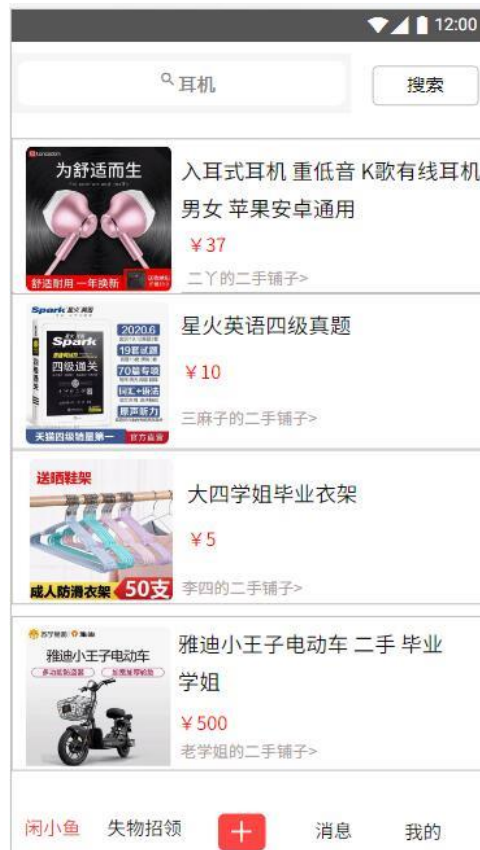 12:00
耳机
搜索
为舒适而生
舒适耐用 一年换新
入耳式耳机 重低音 K歌有线耳机
男女 苹果安卓通用
￥37
二丫的二手铺子>
Spark
Spark
2020.6
19套试题
四级通关
70篇专项
词汇+语法
原声听力
天猫四级销量第一
官方直营
星火英语四级真题
￥10
三麻子的二手铺子>
送晒鞋架
成人防滑衣架
50支
大四学姐毕业衣架
￥5
李四的二手铺子>
苏宁易购
雅迪
雅迪小王子电动车
雅迪小王子电动车 二手 毕业
学姐
￥500
老学姐的二手铺子>
闲小鱼
失物招领
+
消息
我的